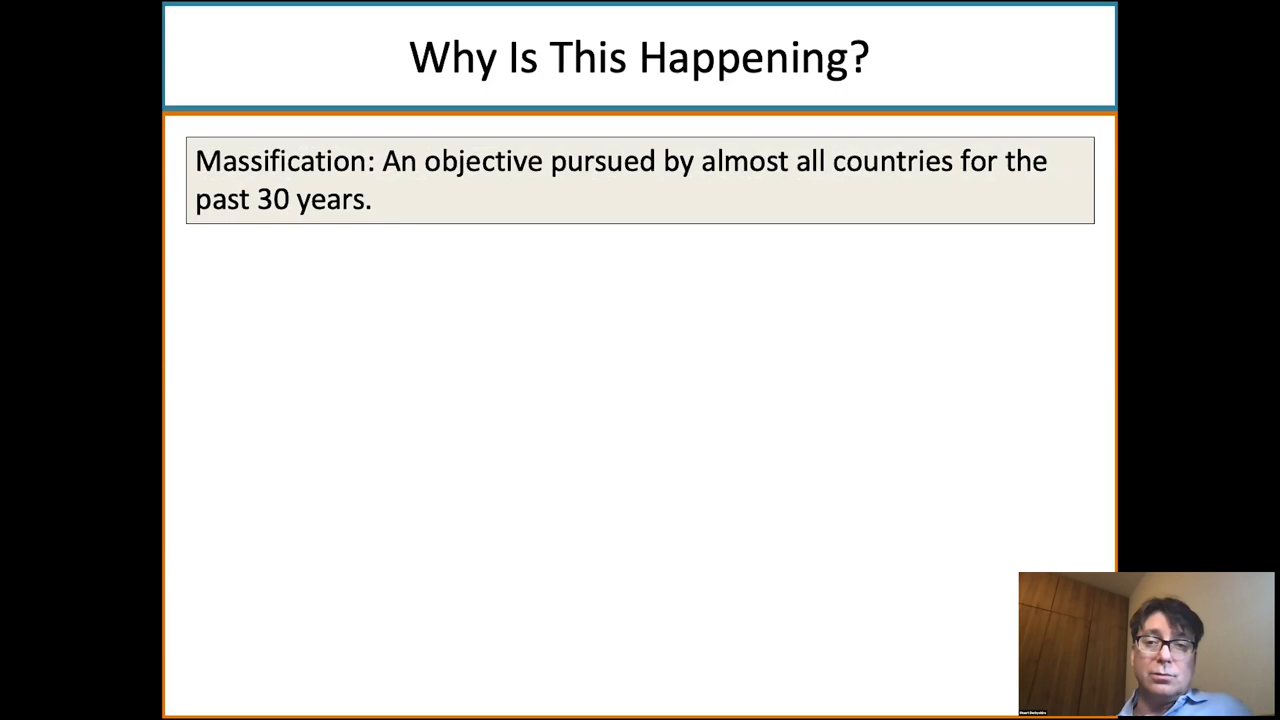 Why Is This Happening?
Massification: An objective pursued by almost all countries for the
past 30 years.